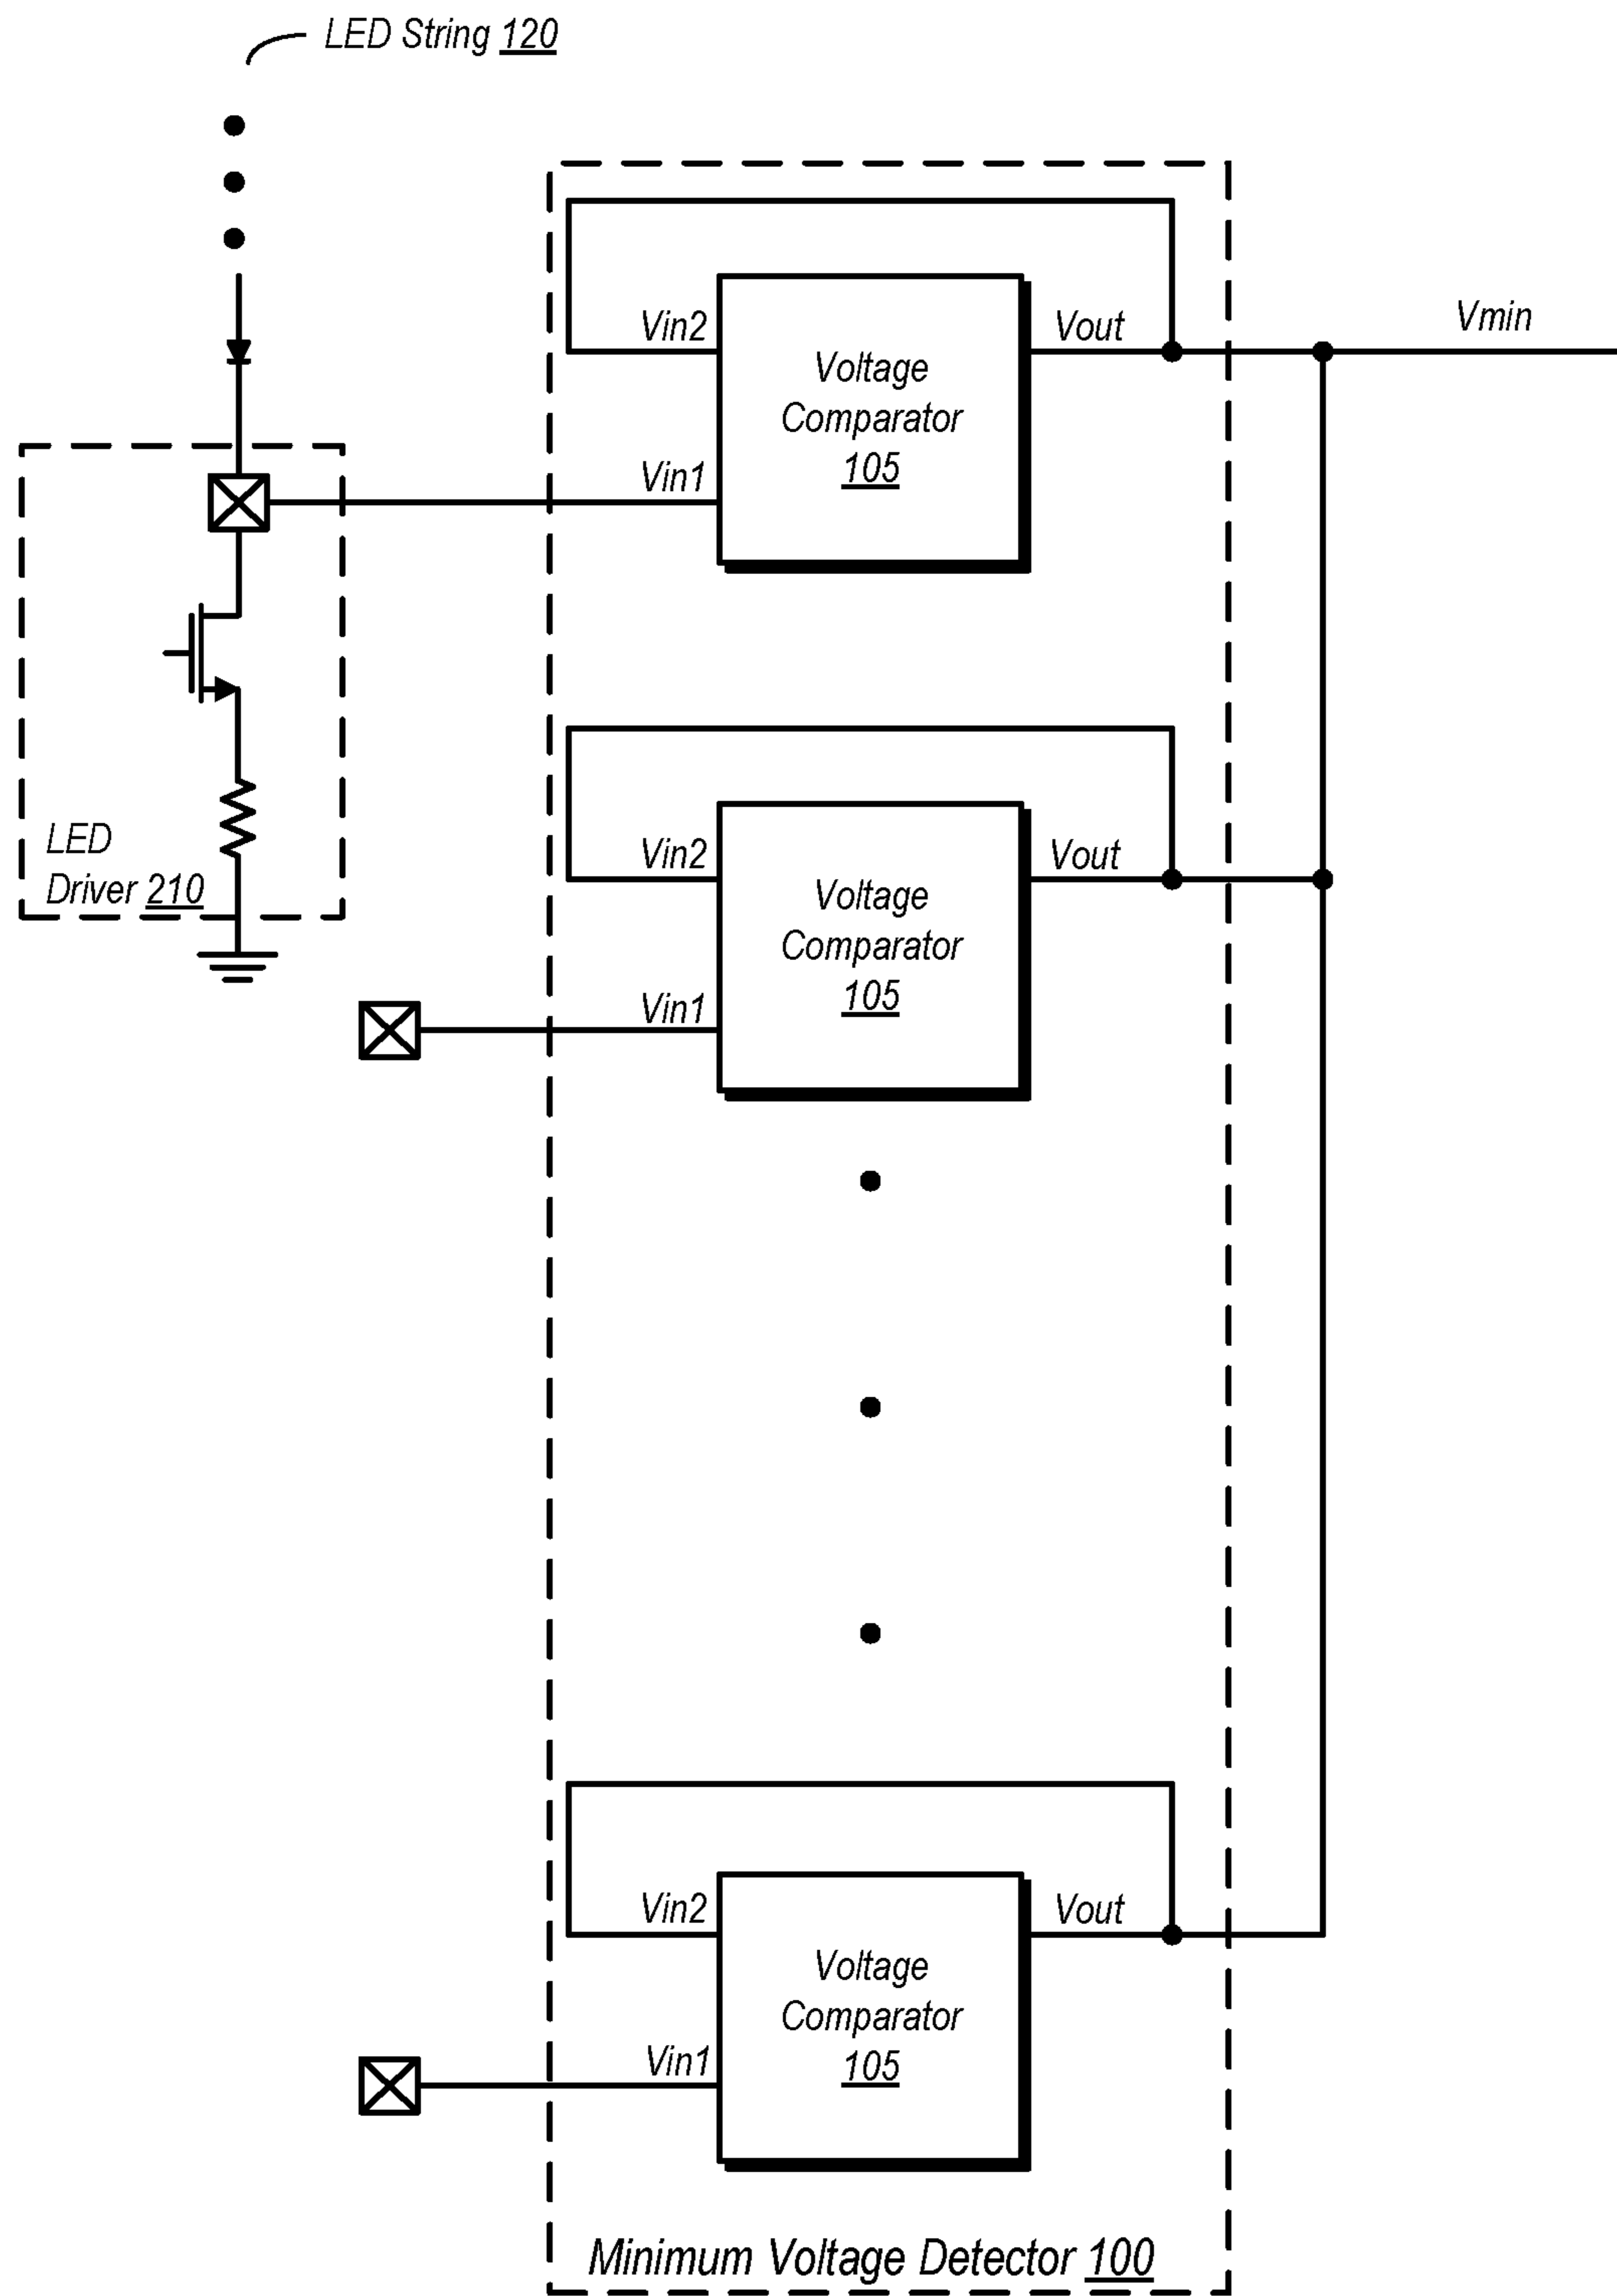 LED String 120
Vin2
Vout
Vmin
Voltage
Comparator
105
Vin1
LED
Driver 210
Vin2
Vout
Voltage
Comparator
105
Vin1
Vin2
Vout
Voltage
Comparator
105
Vin1
Minimum Voltage Detector 100